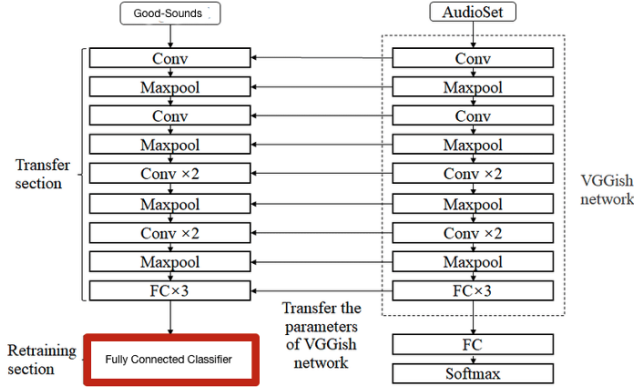 Good-Sounds
AudioSet
Conv
Conv
Maxpool
Maxpool
Conv
Conv
Maxpool
Maxpool
Transfer
section
Conv ×2
Conv ×2
VGGish
network
Maxpool
Maxpool
Conv ×2
Conv ×2
Maxpool
Maxpool
FC×3
FC×3
Transfer the
parameters
of VGGish
network
Retraining
section
Fully Connected Classifier
FC
Softmax